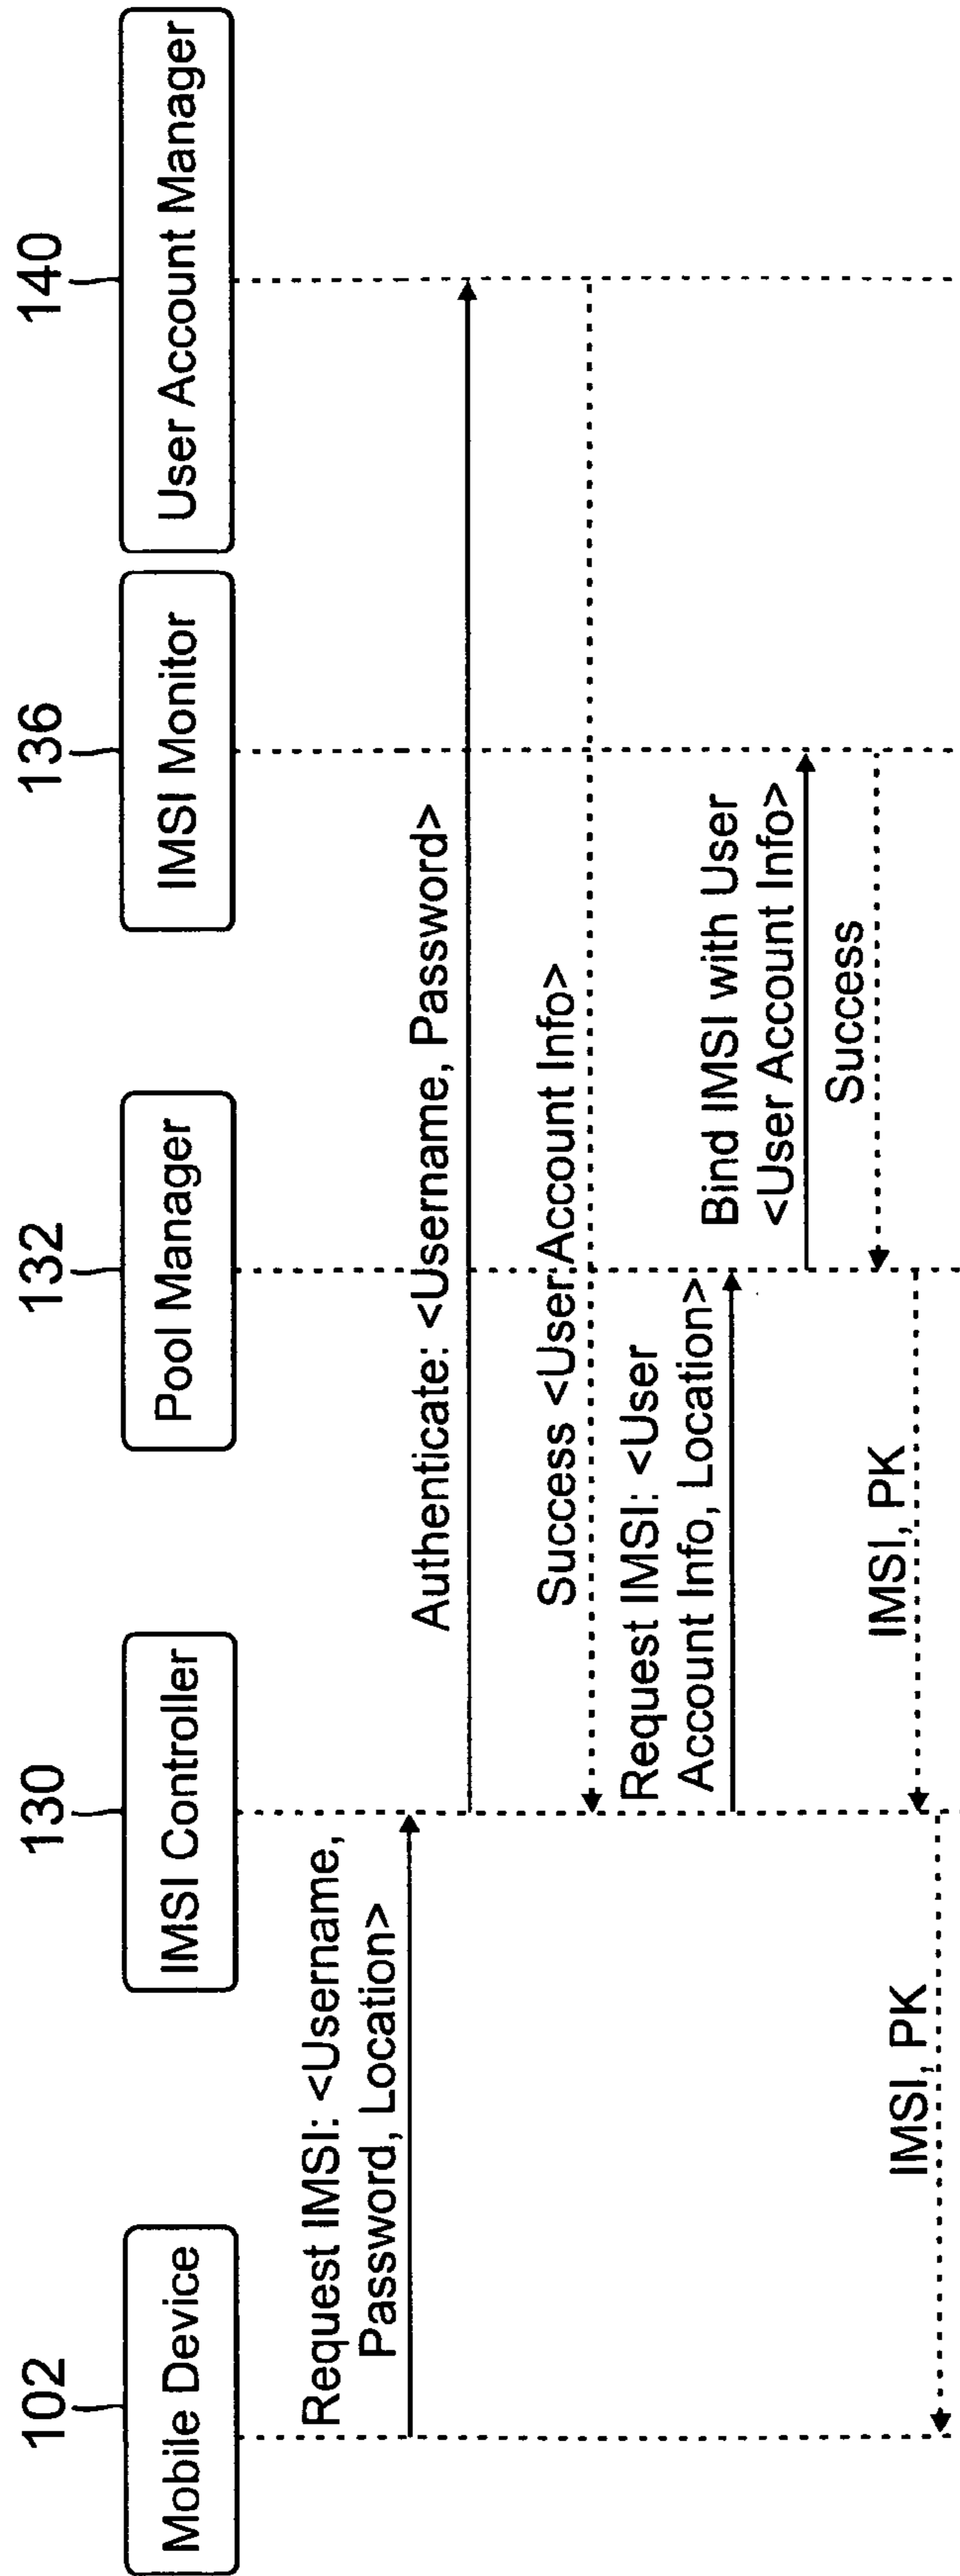 102
130
132
136
140
Mobile Device
IMSI Controller
Pool Manager
IMSI Monitor
User Account Manager
Request IMSI: <Username,
Password, Location>
Authenticate: <Username, Password>
Success <User Account Info>
Request IMSI: <User
Account Info, Location>
Bind IMSI with User
<User Account Info>
Success
IMSI, PK
IMSI, PK